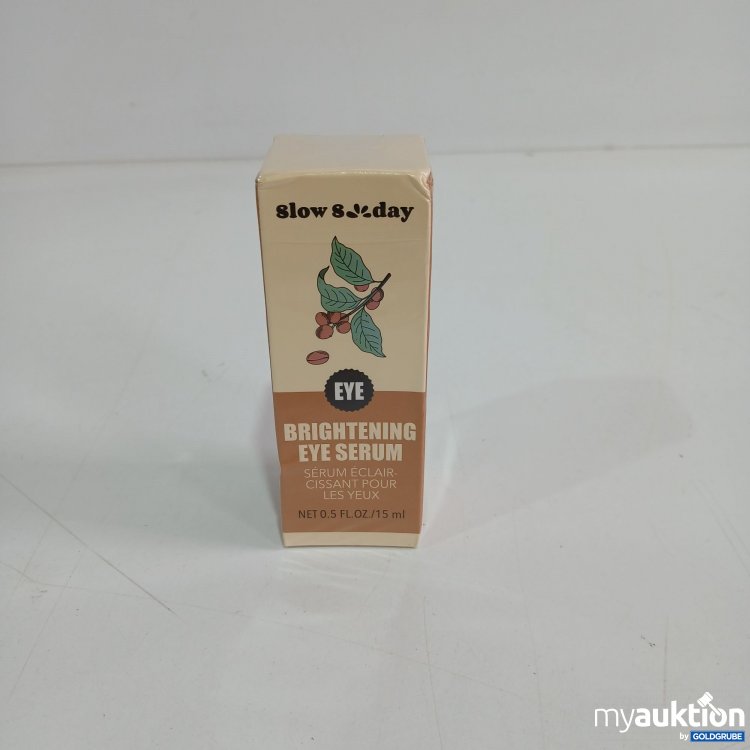 slow sunday
EYE
BRIGHTENING
EYE SERUM
SÉRUM ÉCLAIR-
CISSANT POUR
LES YEUX
NET 0.5 FL.OZ./15 ml
myauktion
by GOLDGRUBE